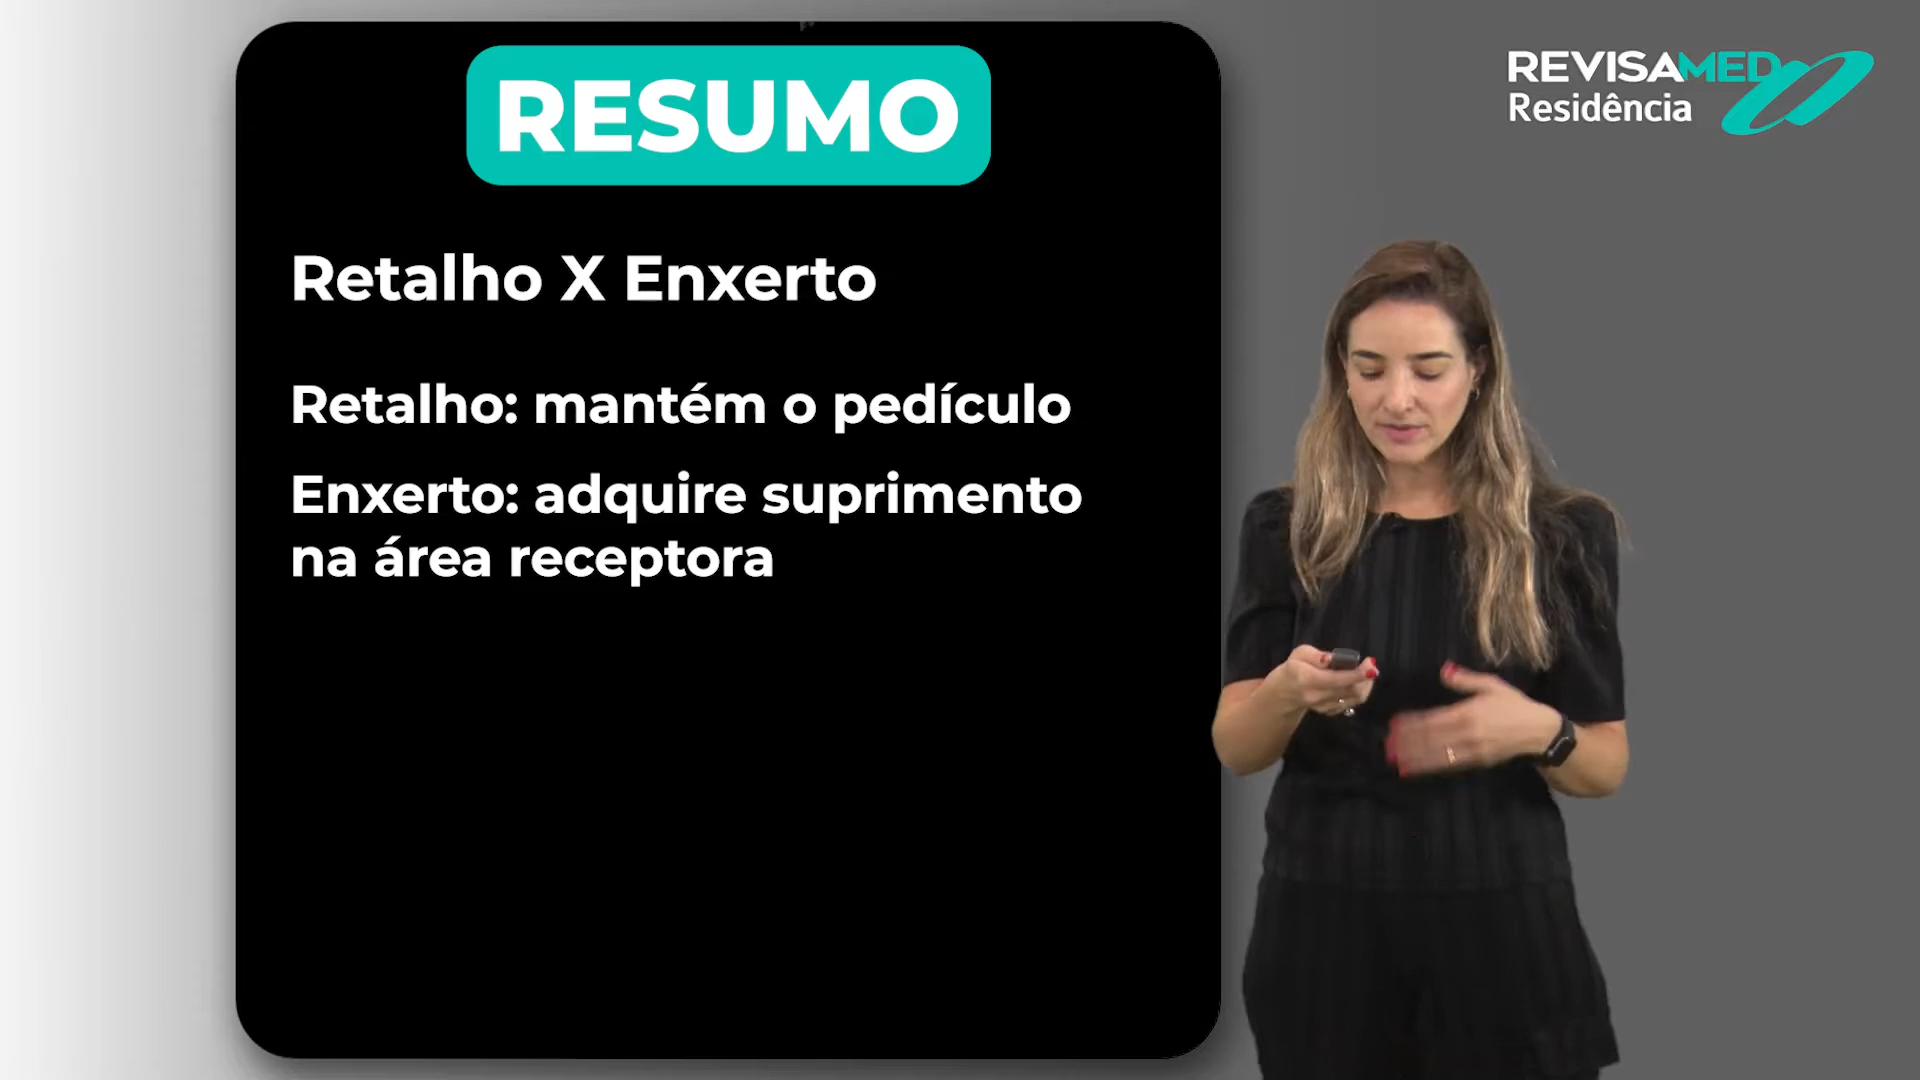 RESUMO
REVISAMED
Residência
Retalho X Enxerto
Retalho: mantém o pedículo
Enxerto: adquire suprimento
na área receptora